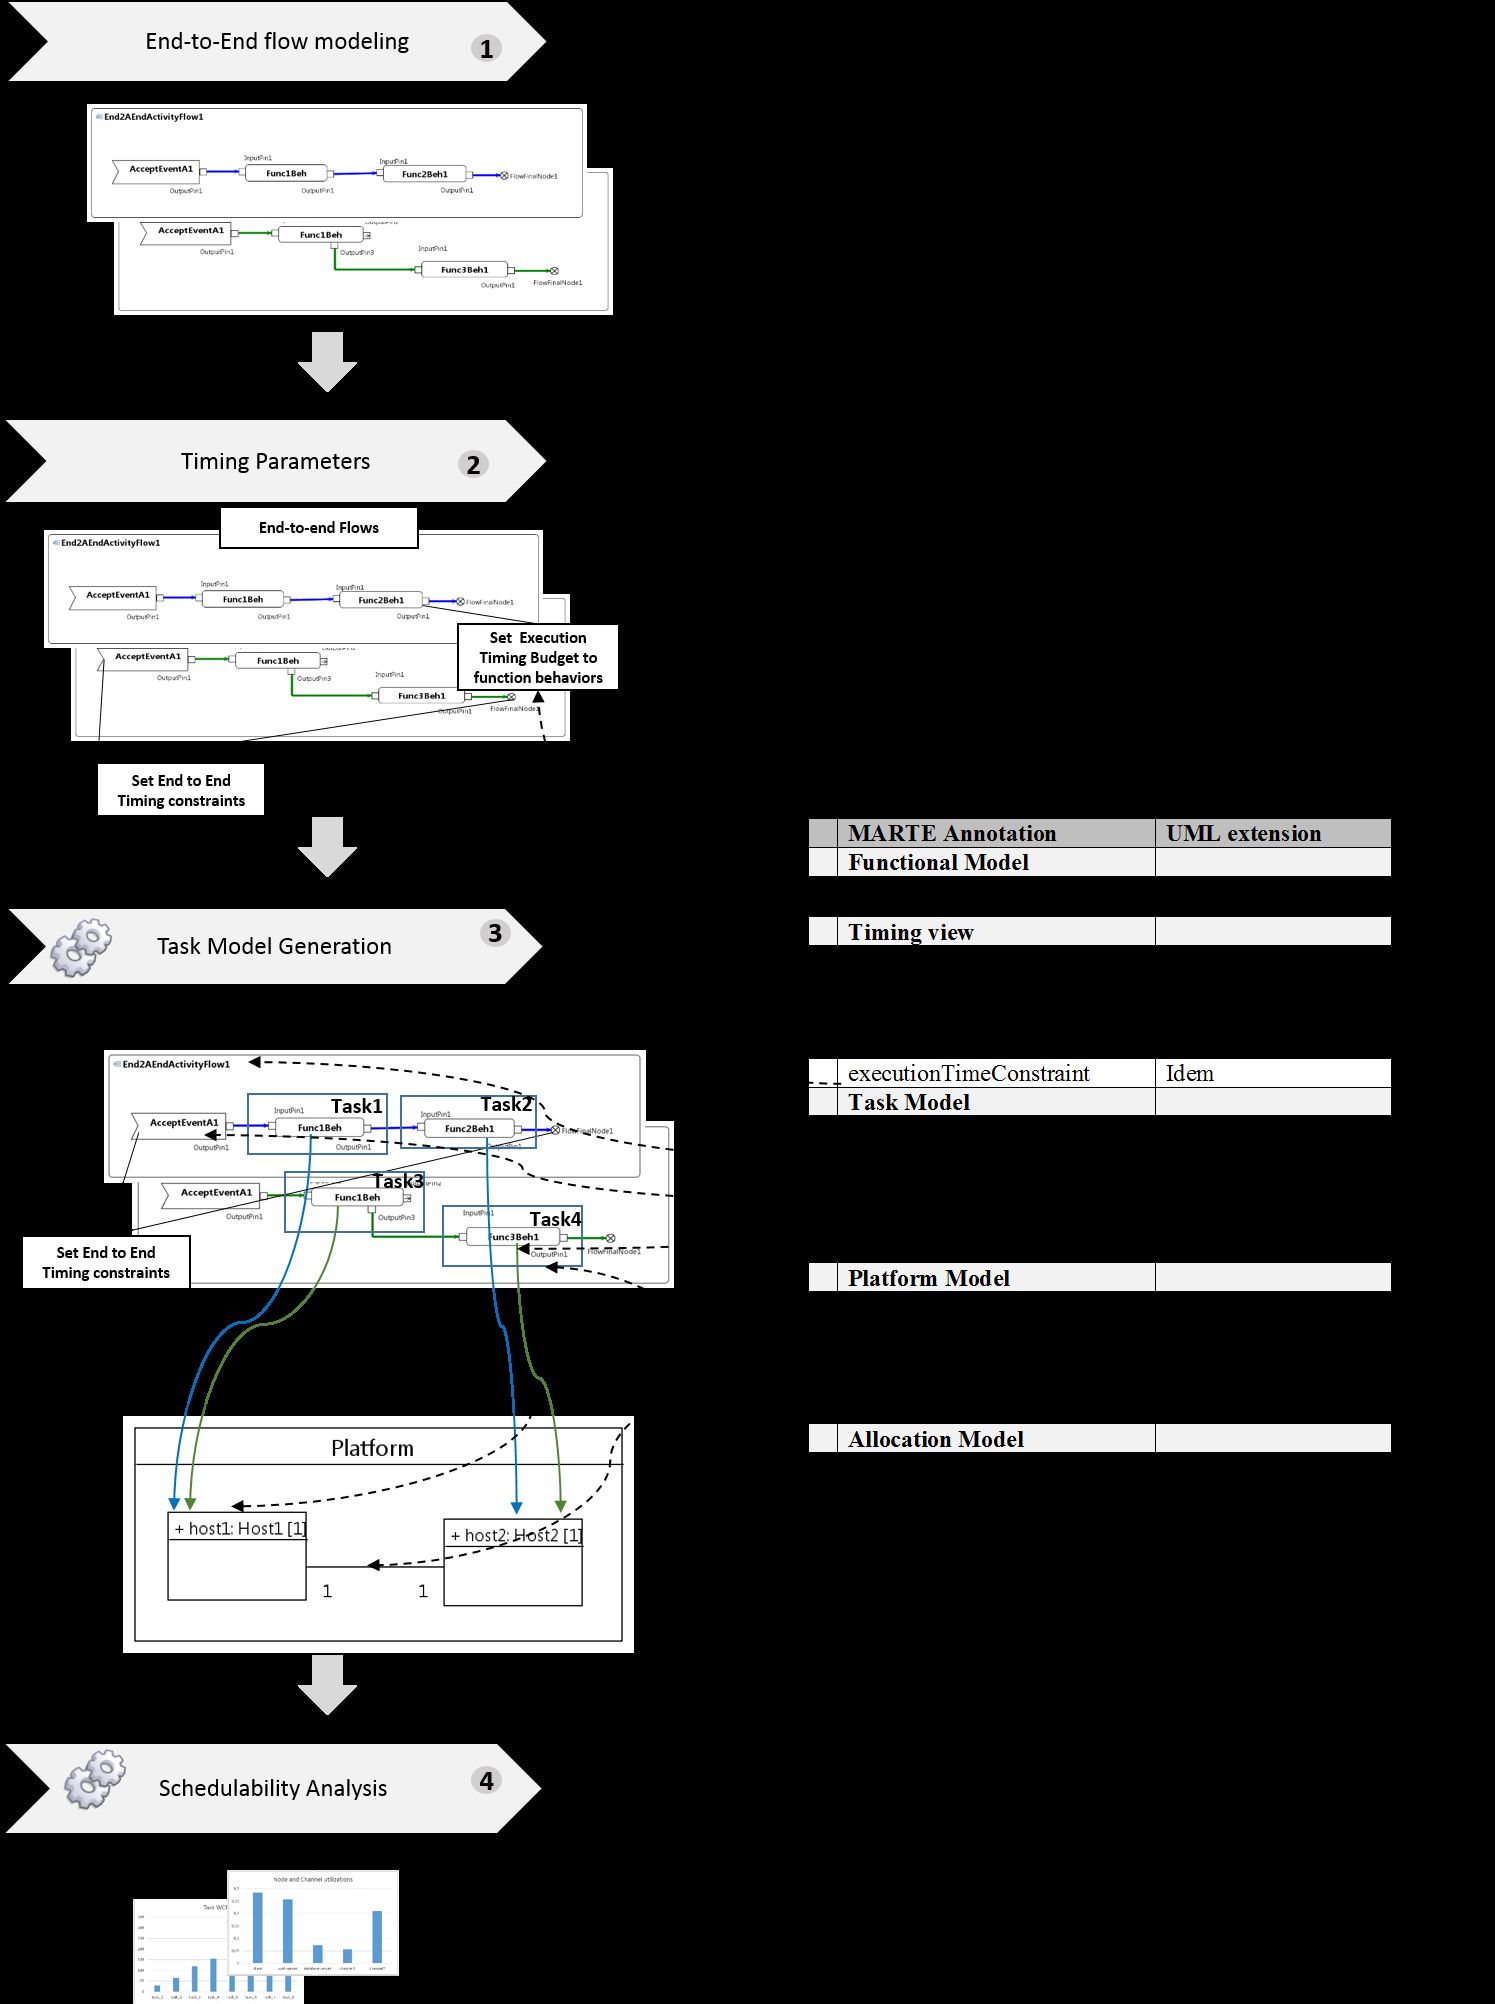 End-to-End flow modeling
1
End2AEndActivityFlow1
AcceptEventA1
OutputPin1
InputPin1
Func1Beh
OutputPin1
InputPin1
Func2Beh1
OutputPin1
FlowFinalNode1
AcceptEventA1
OutputPin1
Func1Beh
OutputPin3
InputPin1
Func3Beh1
OutputPin1
FlowFinalNode1
Timing Parameters
2
End-to-end Flows
End2AEndActivityFlow1
AcceptEventA1
OutputPin1
InputPin1
Func1Beh
OutputPin1
InputPin1
Func2Beh1
OutputPin1
FlowFinalNode1
Set Execution
Timing Budget to
function behaviors
AcceptEventA1
OutputPin1
Func1Beh
OutputPin3
InputPin1
Func3Beh1
OutputPin1
FlowFinalNode1
Set End to End
Timing constraints
MARTE Annotation
UML extension
Functional Model
Timing view
executionTimeConstraint
Idem
Task Model
Platform Model
Allocation Model
Task Model Generation
3
End2AEndActivityFlow1
AcceptEventA1
OutputPin1
InputPin1
Task1
Func1Beh
OutputPin1
InputPin1
Task2
Func2Beh1
OutputPin1
FlowFinalNode1
AcceptEventA1
OutputPin1
Task3
Func1Beh
OutputPin3
InputPin1
Task4
Func3Beh1
OutputPin1
FlowFinalNode1
Set End to End
Timing constraints
Platform
+ host1: Host1 [1]
+ host2: Host2 [1]
1
1
Schedulability Analysis
4
Node and Channel utilizations